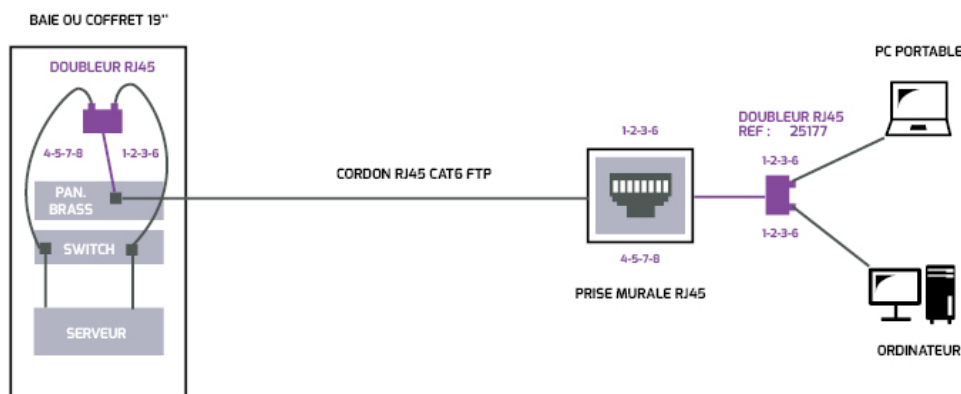 BAIE OU COFFRET 19"
DOUBLEUR RJ45
4-5-7-8
1-2-3-6
PAN.
BRASS
SWITCH
SERVEUR
CORDON RJ45 CAT6 FTP
1-2-3-6
4-5-7-8
PRISE MURALE RJ45
DOUBLEUR RJ45
REF : 25177
1-2-3-6
1-2-3-6
PC PORTABLE
ORDINATEUR